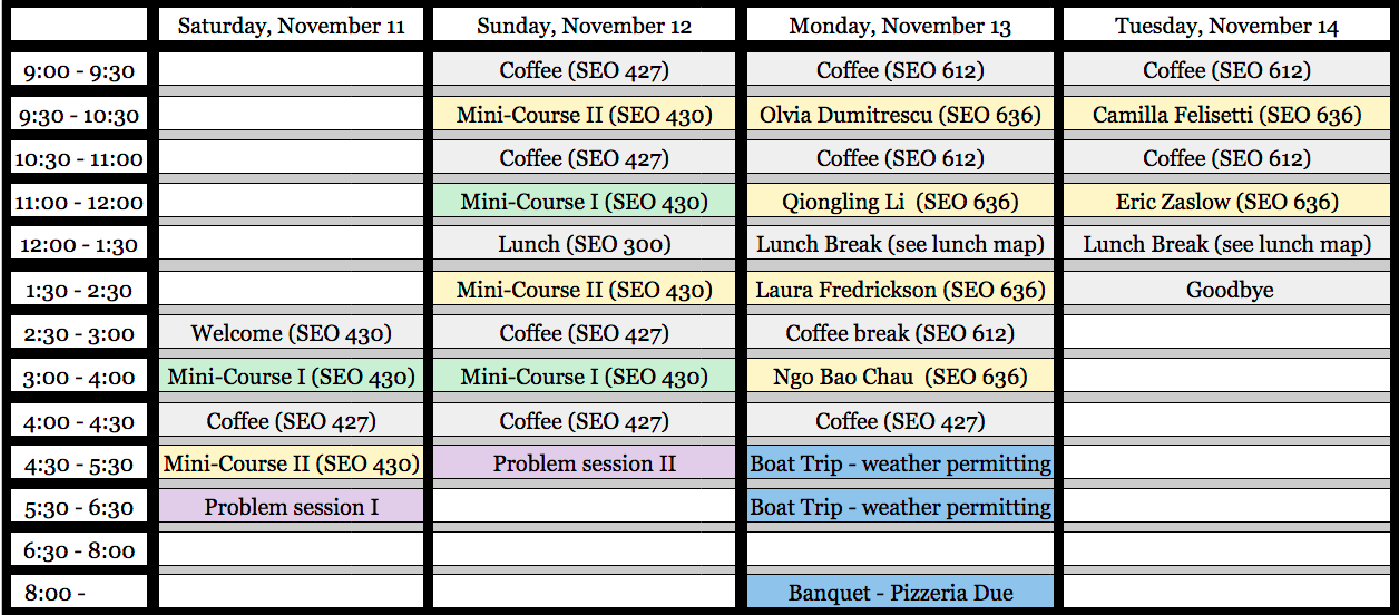 Saturday, November 11 Sunday, November 12 Monday, November 13 Tuesday, November 14
9:00 - 9:30 Coffee (SEO 427) Coffee (SEO 612) Coffee (SEO 612)
9:30 - 10:30 Mini-Course II (SEO 430) Olvia Dumitrescu (SEO 636) Camilla Felisetti (SEO 636)
10:30 - 11:00 Coffee (SEO 427) Coffee (SEO 612) Coffee (SEO 612)
11:00 - 12:00 Mini-Course I (SEO 430) Qiongling Li (SEO 636) Eric Zaslow (SEO 636)
12:00 - 1:30 Lunch (SEO 300) Lunch Break (see lunch map) Lunch Break (see lunch map)
1:30 - 2:30 Mini-Course II (SEO 430) Laura Fredrickson (SEO 636) Goodbye
2:30 - 3:00 Welcome (SEO 430) Coffee (SEO 427) Coffee break (SEO 612)
3:00 - 4:00 Mini-Course I (SEO 430) Mini-Course I (SEO 430) Ngo Bao Chau (SEO 636)
4:00 - 4:30 Coffee (SEO 427) Coffee (SEO 427) Coffee (SEO 427)
4:30 - 5:30 Mini-Course II (SEO 430) Problem session II Boat Trip - weather permitting
5:30 - 6:30 Problem session I Boat Trip - weather permitting
6:30 - 8:00
8:00 - Banquet - Pizzeria Due